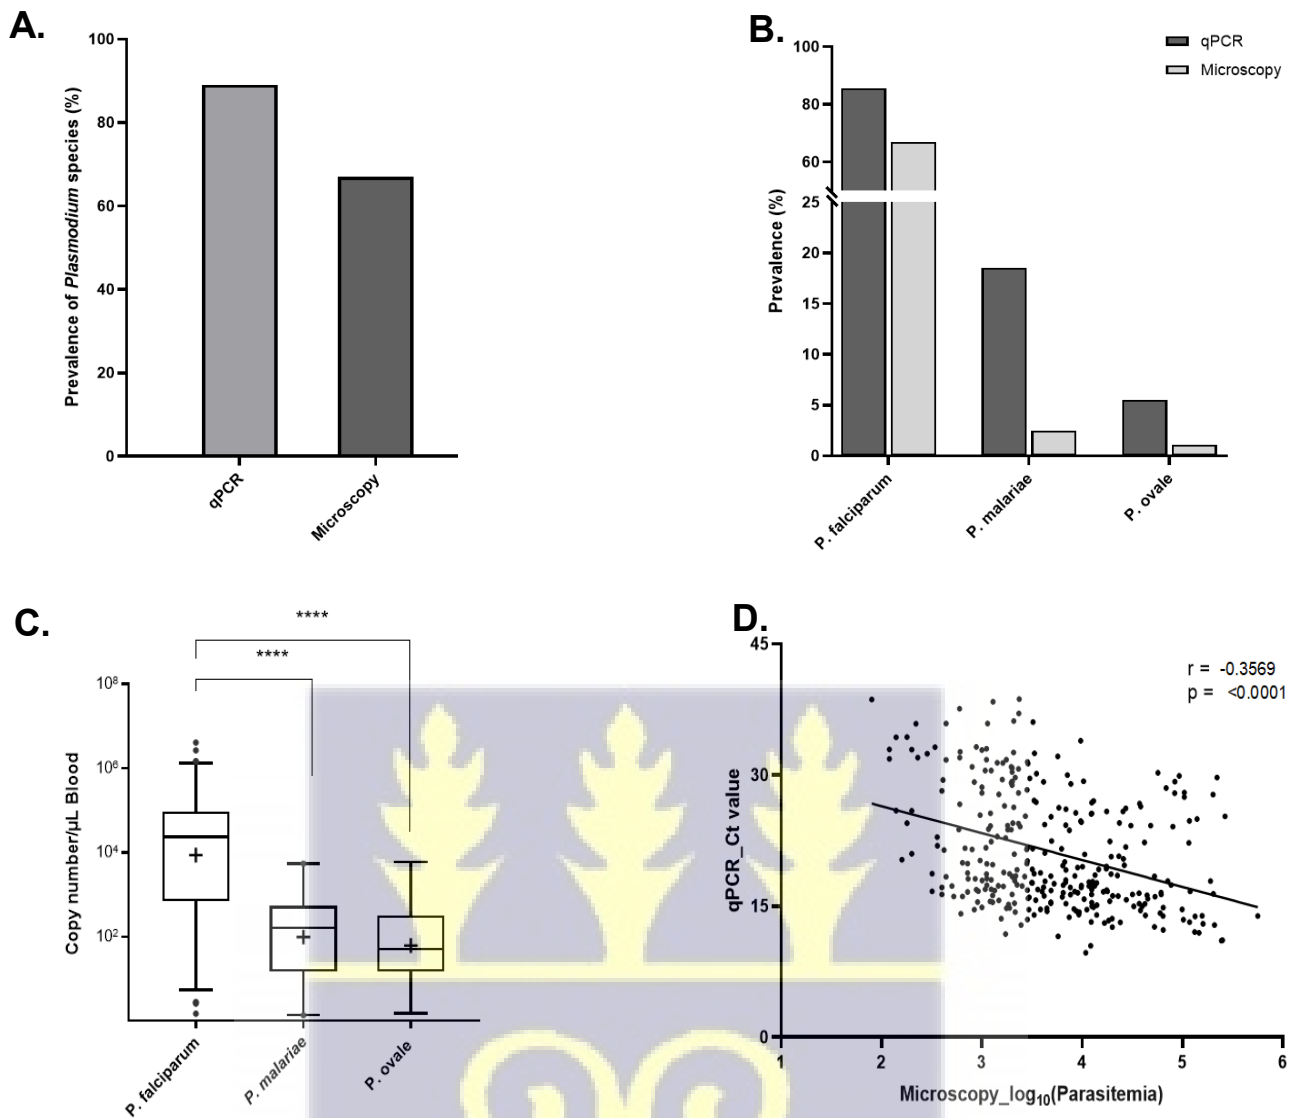 A.
Prevalence of Plasmodium species (%)
100
80
60
40
20
0
qPCR
Microscopy
B.
qPCR
Microscopy
Prevalence (%)
100
80
60
25
20
15
10
5
0
P. falciparum
P. malariae
P. ovale
C.
****
****
Copy number/µL Blood
10⁸
10⁶
10⁴
10²
P. falciparum
P. malariae
P. ovale
D.
r = -0.3569
p = <0.0001
qPCR_Ct value
45
30
15
0
1 2 3 4 5 6
Microscopy_log₁₀(Parasitemia)